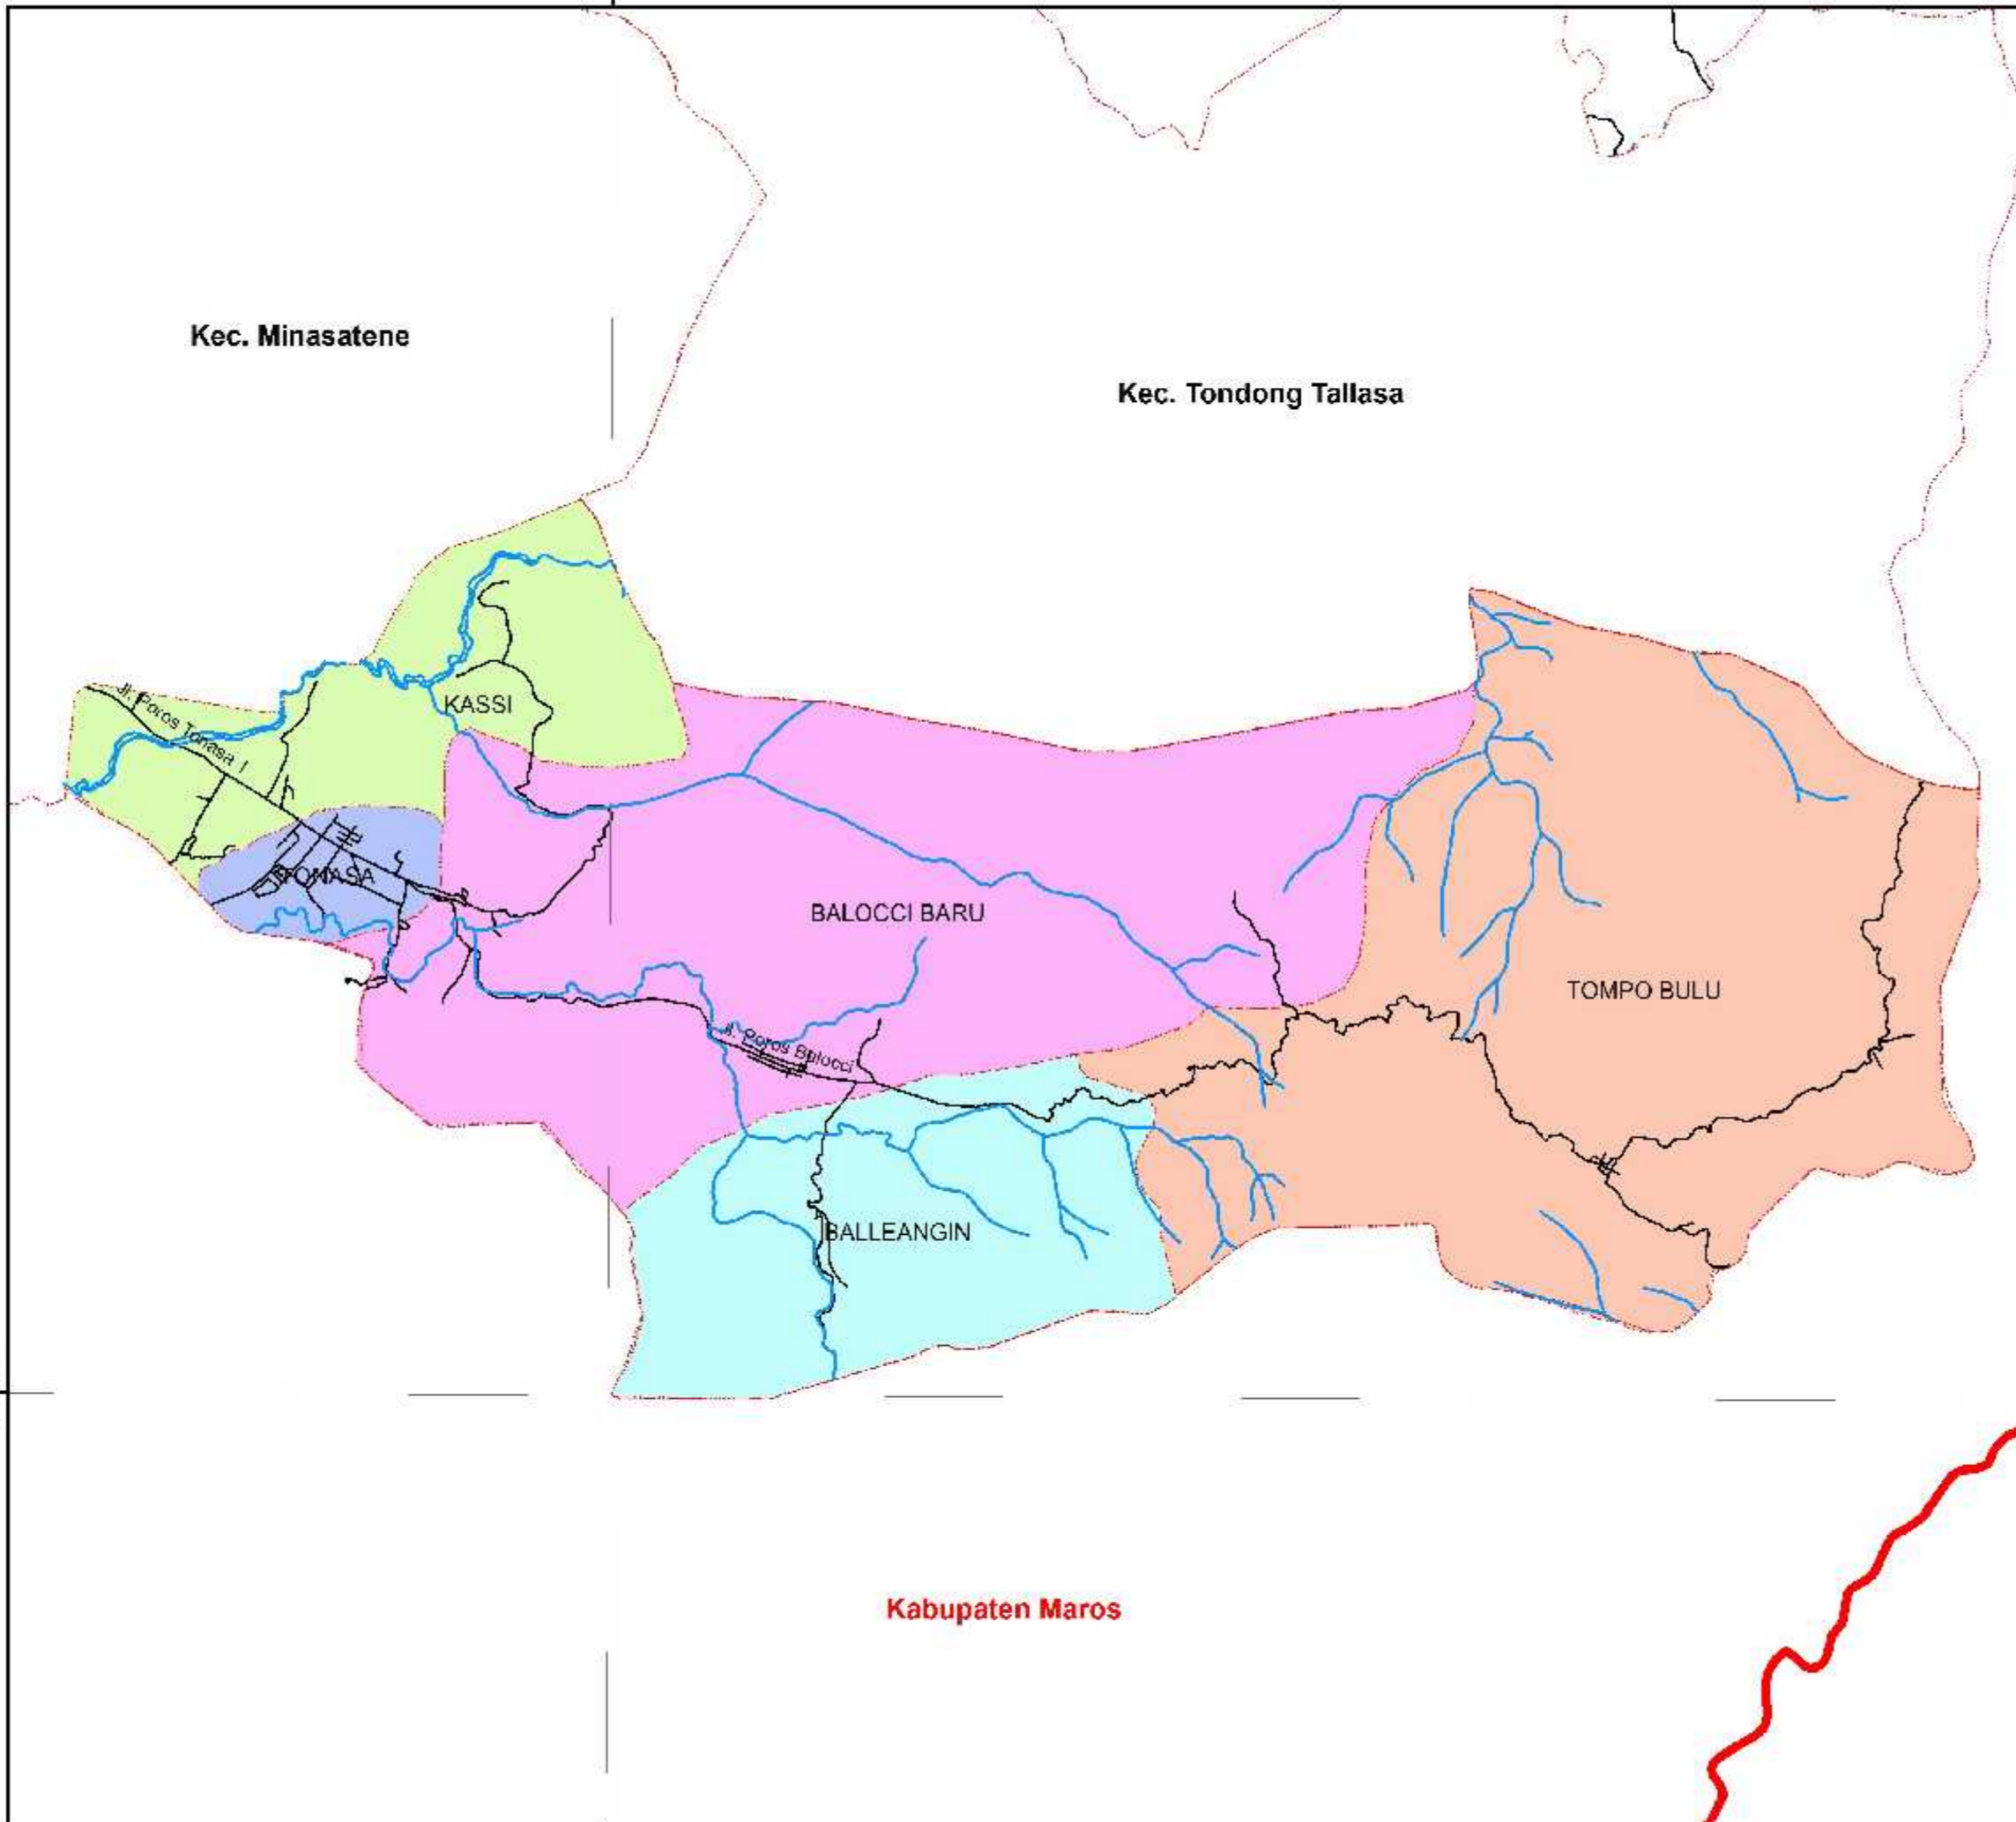 Kec. Minasatene
Kec. Tondong Tallasa
KASSI
Jl. Poros Tonasa I
TONASA
BALOCCI BARU
TOMPO BULU
Jl. Poros Balocci
BALLEANGIN
Kabupaten Maros